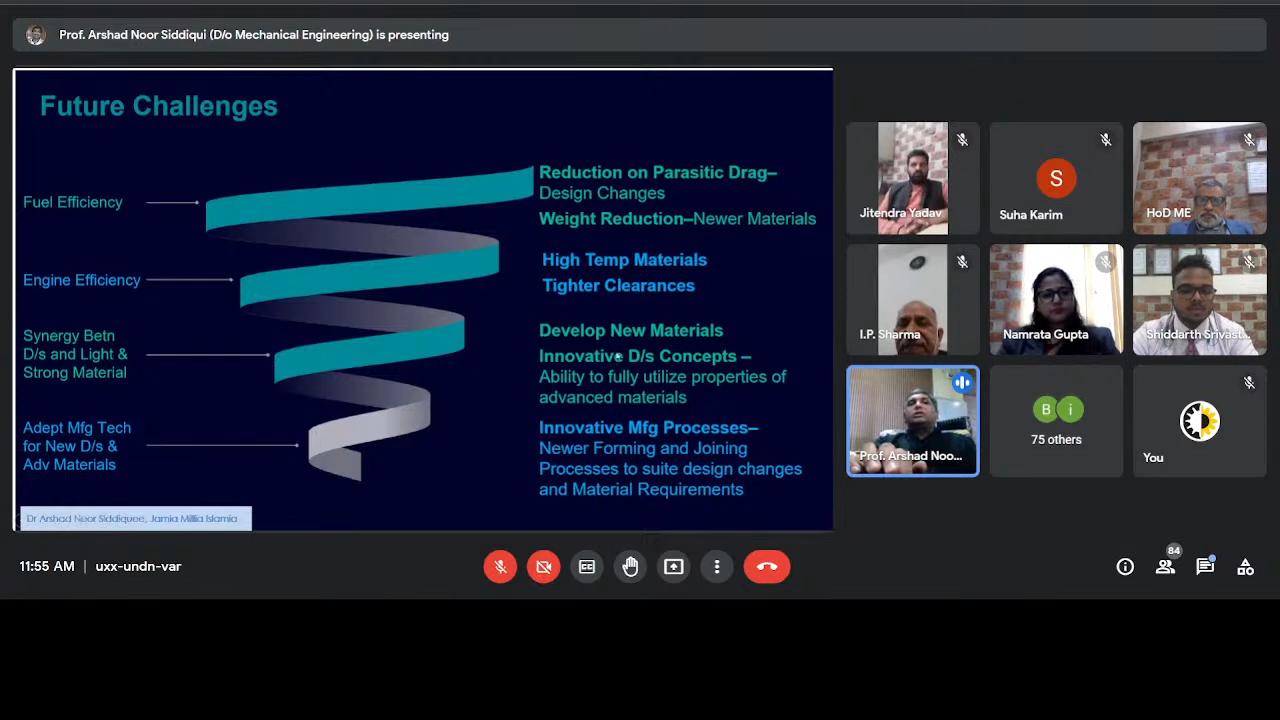 Prof. Arshad Noor Siddiqui (D/o Mechanical Engineering) is presenting
Future Challenges
Fuel Efficiency
Reduction on Parasitic Drag–
Design Changes
Weight Reduction–Newer Materials
Engine Efficiency
High Temp Materials
Tighter Clearances
Synergy Betn
D/s and Light &
Strong Material
Develop New Materials
Innovative D/s Concepts –
Ability to fully utilize properties of
advanced materials
Adept Mfg Tech
for New D/s &
Adv Materials
Innovative Mfg Processes–
Newer Forming and Joining
Processes to suite design changes
and Material Requirements
Dr Arshad Noor Siddiquee, Jamia Millia Islamia
Jitendra Yadav
S
Suha Karim
HoD ME
I.P. Sharma
Namrata Gupta
Shiddarth Srivast...
Prof. Arshad Noo...
B
i
75 others
You
11:55 AM | uxx-undn-var
CC
84